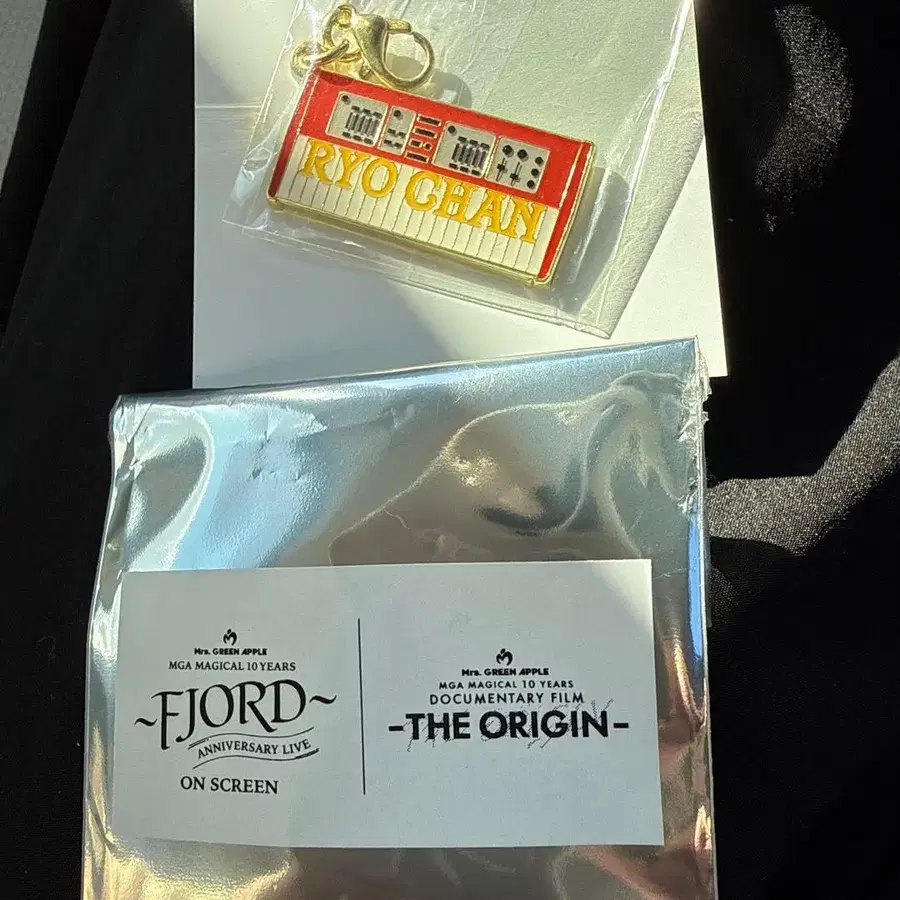 RYO CHAN
Mrs. GREEN APPLE
MGA MAGICAL 10 YEARS
~FJORD~
ANNIVERSARY LIVE
ON SCREEN
Mrs. GREEN APPLE
MGA MAGICAL 10 YEARS
DOCUMENTARY FILM
-THE ORIGIN-